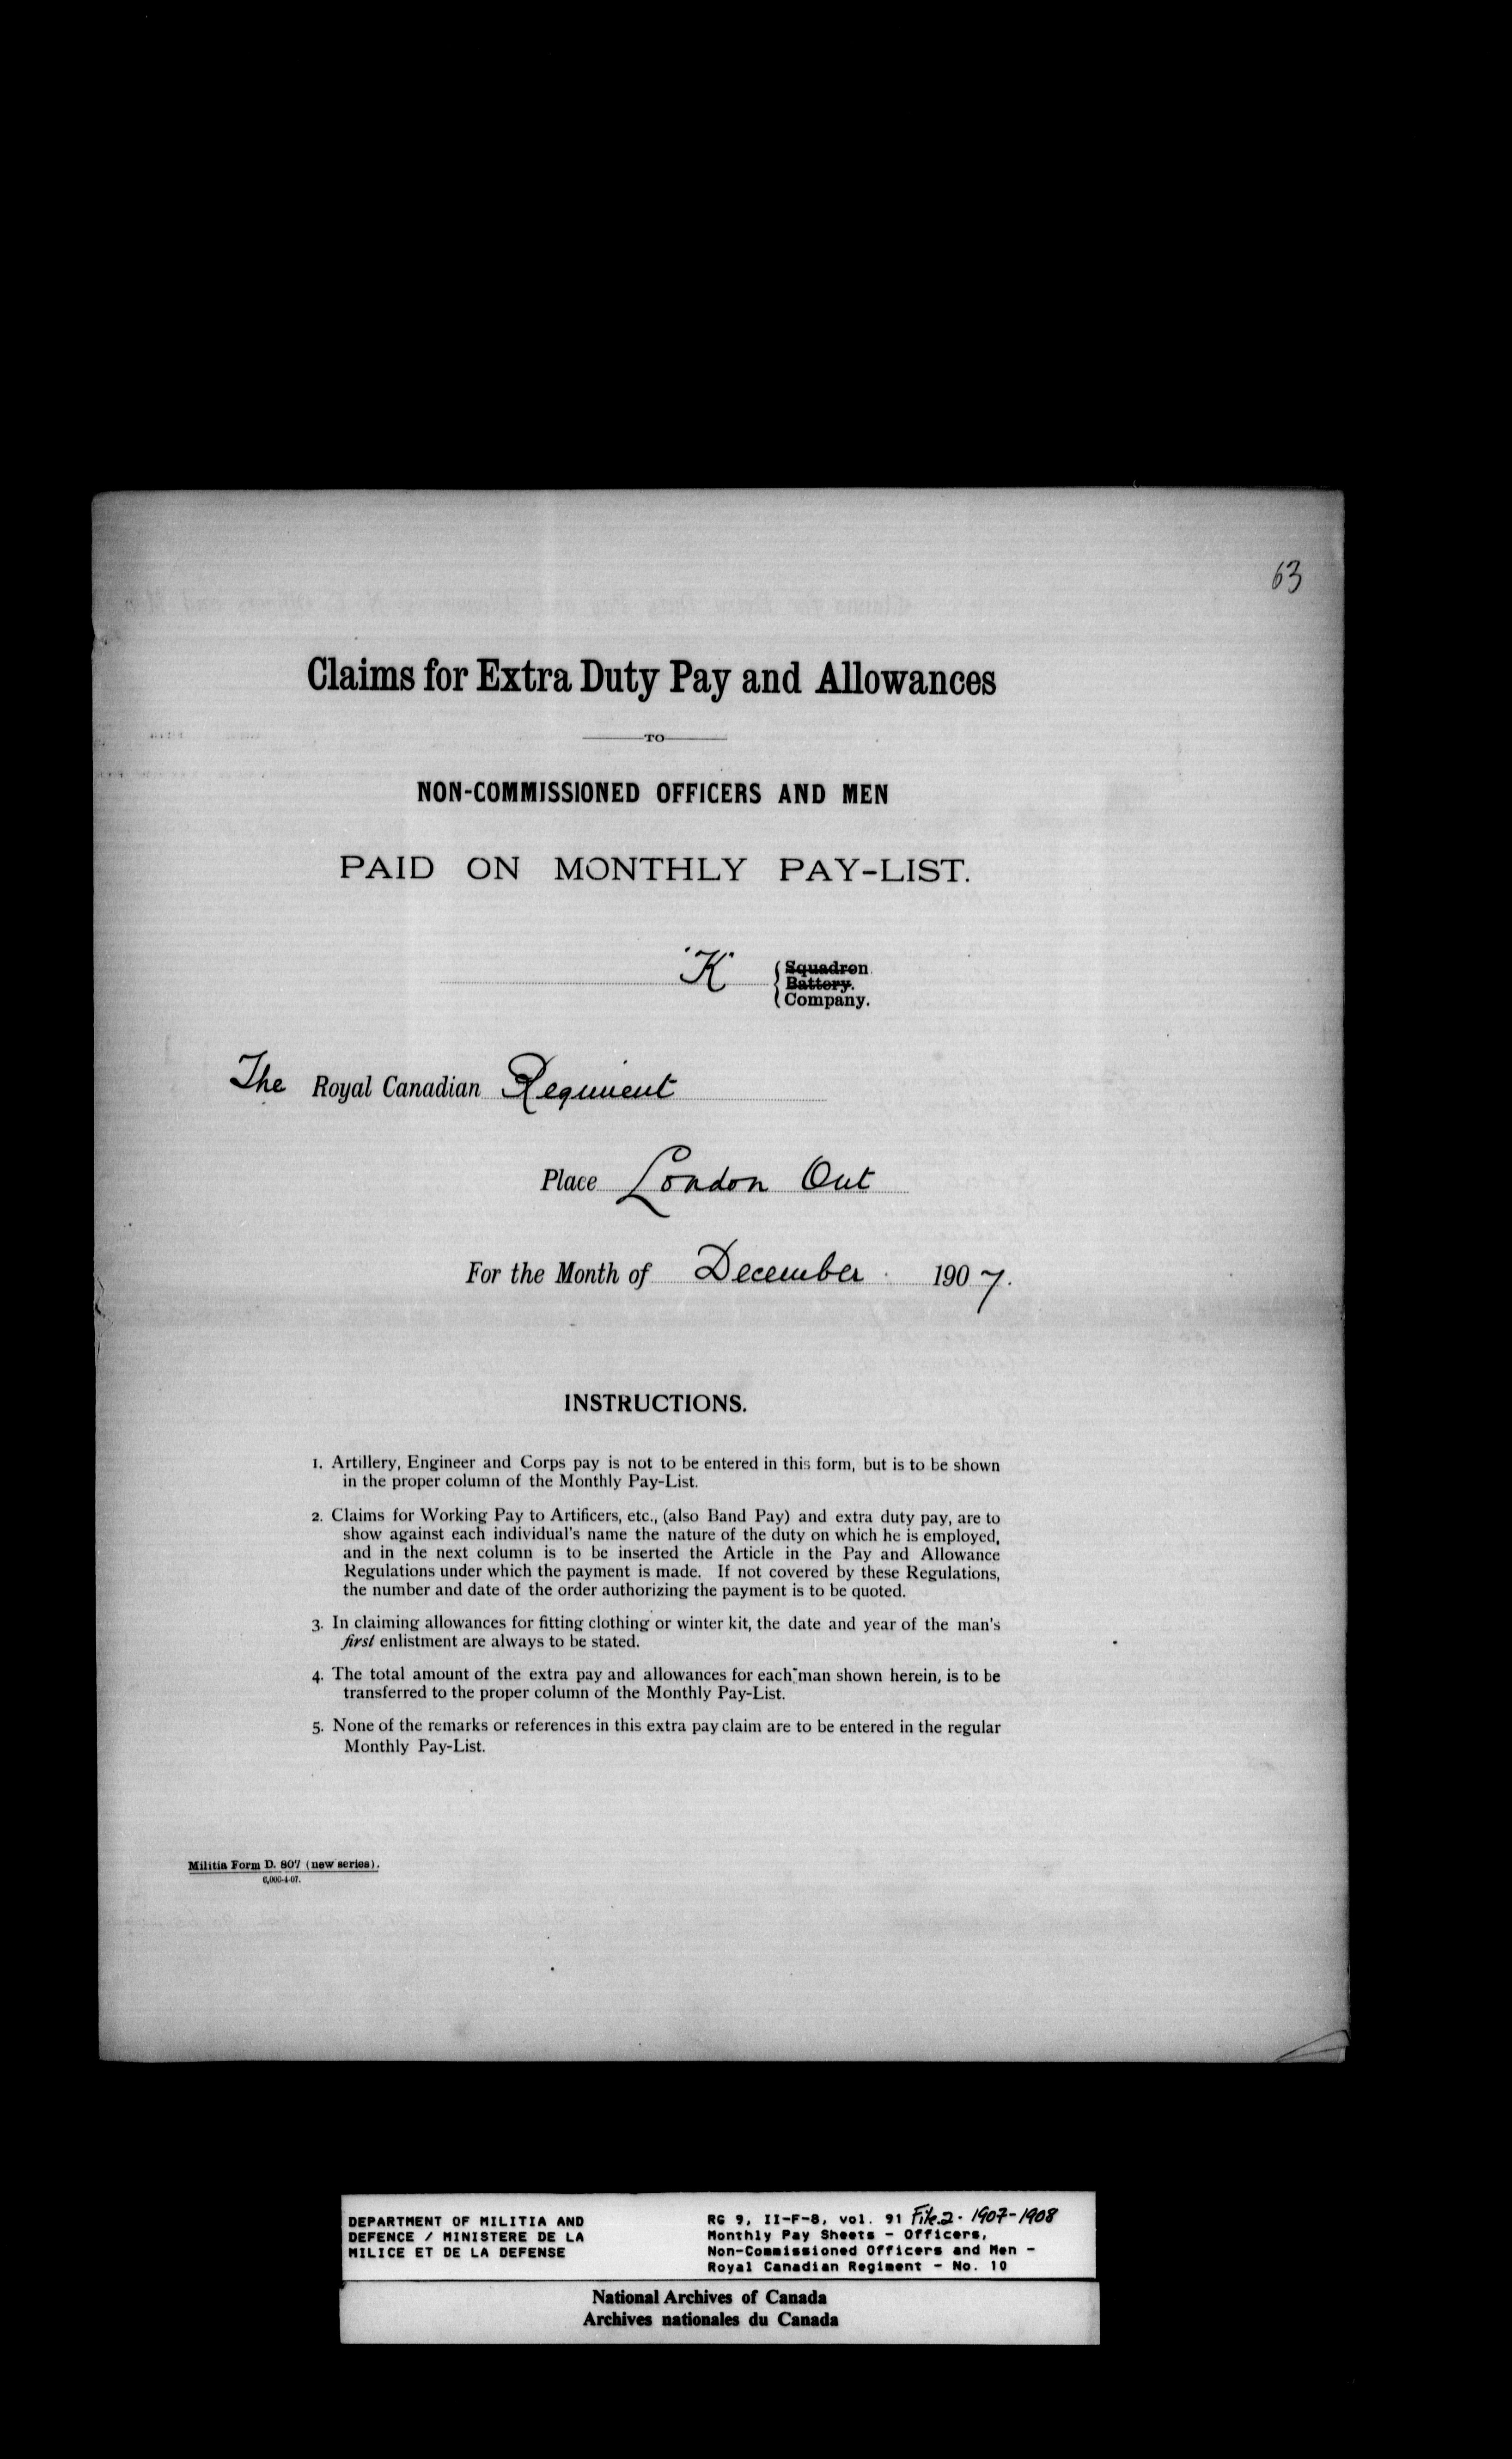 63
Claims for Extra Duty Pay and Allowances
TO
NON-COMMISSIONED OFFICERS AND MEN
PAID ON MONTHLY PAY-LIST.
"K" Squadron.
Battery.
Company.
The Royal Canadian Regiment
Place London Ont
For the Month of December 1907.
INSTRUCTIONS.
1. Artillery, Engineer and Corps pay is not to be entered in this form, but is to be shown
in the proper column of the Monthly Pay-List.
2. Claims for Working Pay to Artificers, etc., (also Band Pay) and extra duty pay, are to
show against each individual's name the nature of the duty on which he is employed,
and in the next column is to be inserted the Article in the Pay and Allowance
Regulations under which the payment is made. If not covered by these Regulations,
the number and date of the order authorizing the payment is to be quoted.
3. In claiming allowances for fitting clothing or winter kit, the date and year of the man's
first enlistment are always to be stated.
4. The total amount of the extra pay and allowances for each man shown herein, is to be
transferred to the proper column of the Monthly Pay-List.
5. None of the remarks or references in this extra pay claim are to be entered in the regular
Monthly Pay-List.
Militia Form D. 807 (new series).
6,000-4-07.
DEPARTMENT OF MILITIA AND
DEFENCE / MINISTERE DE LA
MILICE ET DE LA DEFENSE
RG 9, II-F-8, vol. 91 File.2 - 1907-1908
Monthly Pay Sheets - Officers,
Non-Commissioned Officers and Men -
Royal Canadian Regiment - No. 10
National Archives of Canada
Archives nationales du Canada